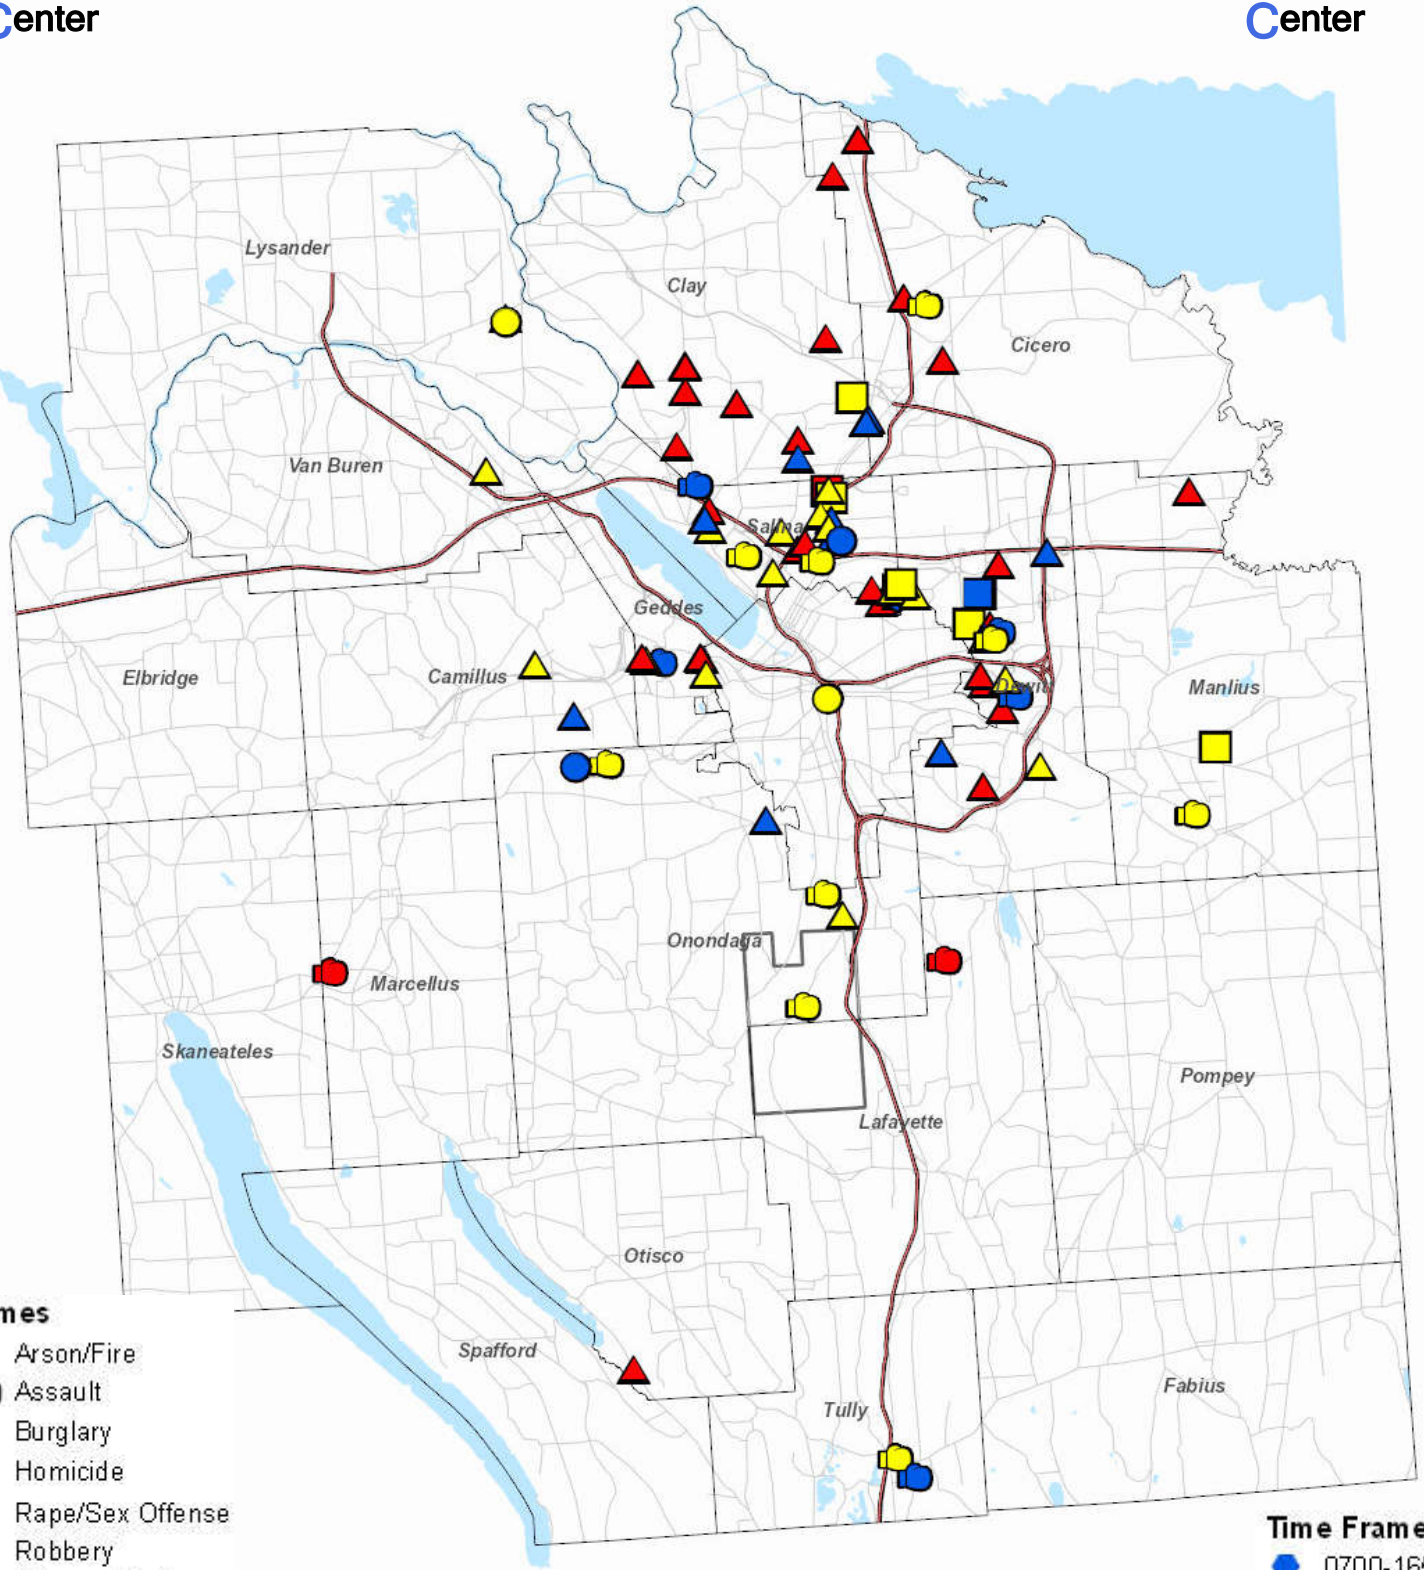 Center
Center
Lysander
Clay
Cicero
Van Buren
Salina
Geddes
Elbridge
Camillus
Dewitt
Manlius
Onondaga
Marcellus
Skaneateles
Pompey
Lafayette
Otisco
Spafford
Tully
Fabius
mes
Arson/Fire
Assault
Burglary
Homicide
Rape/Sex Offense
Robbery
Time Frame